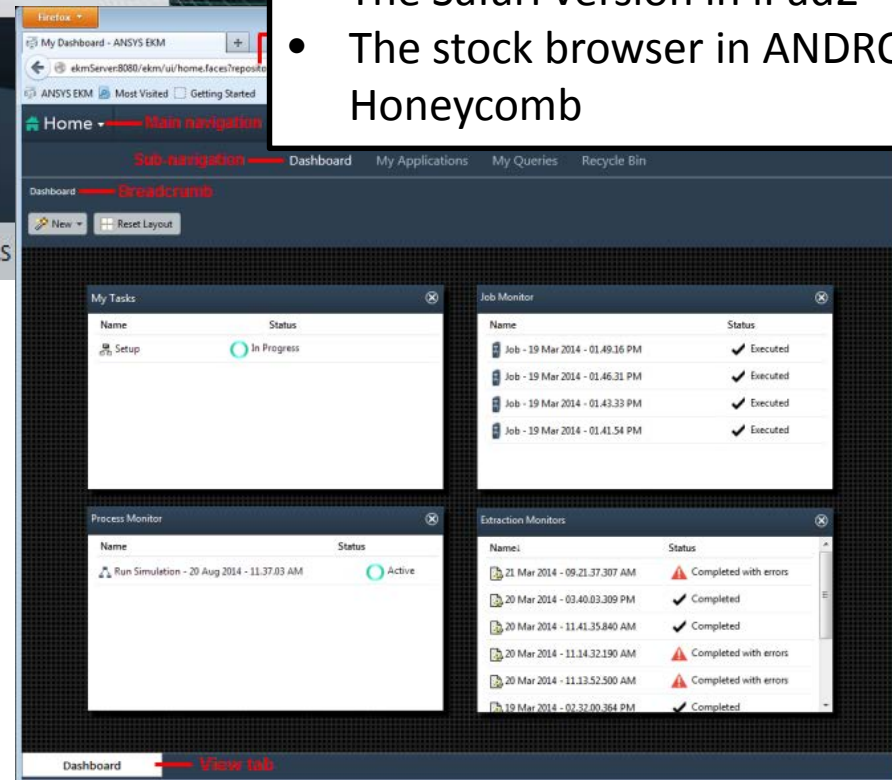 The Safari version in iPad2
• The stock browser in ANDRO
Honeycomb
Firefox
My Dashboard - ANSYS EKM
+
ekmServer:8080/ekm/ui/home.faces?reposito
ANSYS EKM Most Visited Getting Started
Home Main navigation
Sub-navigation Dashboard My Applications My Queries Recycle Bin
Dashboard Breadcrumb
New Reset Layout
S
My Tasks
Name Status
Setup In Progress
Job Monitor
Name Status
Job - 19 Mar 2014 - 01.49.16 PM Executed
Job - 19 Mar 2014 - 01.46.31 PM Executed
Job - 19 Mar 2014 - 01.43.33 PM Executed
Job - 19 Mar 2014 - 01.41.54 PM Executed
Process Monitor
Name Status
Run Simulation - 20 Aug 2014 - 11.37.03 AM Active
Extraction Monitors
Name↓ Status
21 Mar 2014 - 09.21.37.307 AM Completed with errors
20 Mar 2014 - 03.40.03.309 PM Completed
20 Mar 2014 - 11.41.35.840 AM Completed
20 Mar 2014 - 11.14.32.190 AM Completed with errors
20 Mar 2014 - 11.13.52.500 AM Completed with errors
19 Mar 2014 - 02.32.00.364 PM Completed
Dashboard View tab